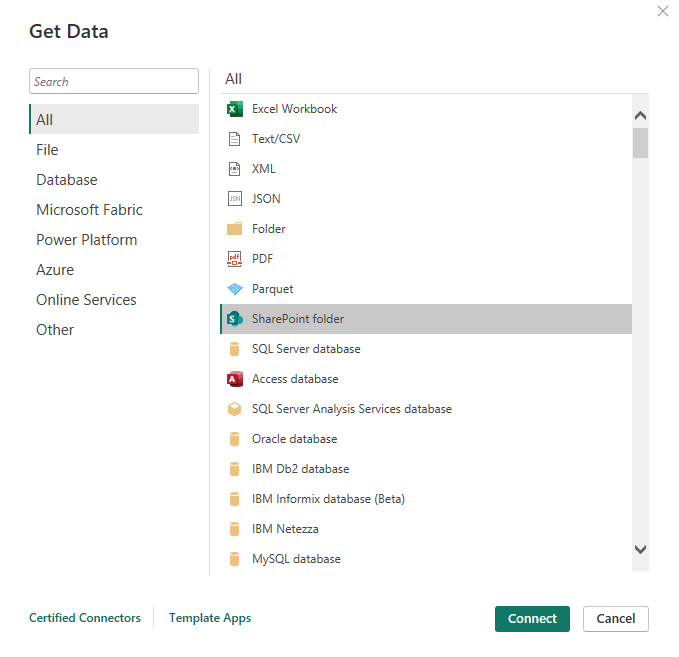 Get Data
Search
All
File
Database
Microsoft Fabric
Power Platform
Azure
Online Services
Other
All
Excel Workbook
Text/CSV
XML
JSON
Folder
PDF
Parquet
SharePoint folder
SQL Server database
Access database
SQL Server Analysis Services database
Oracle database
IBM Db2 database
IBM Informix database (Beta)
IBM Netezza
MySQL database
Certified Connectors
Template Apps
Connect
Cancel